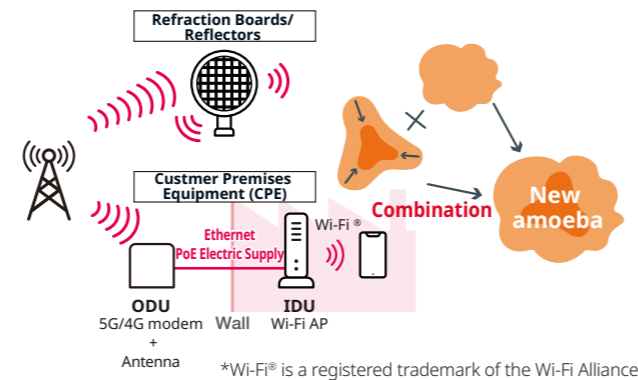 Refraction Boards/
Reflectors
Custmer Premises
Equipment (CPE)
Ethernet
PoE Electric Supply
Wi-Fi ®
Combination
New
amoeba
ODU
5G/4G modem
+
Antenna
Wall
IDU
Wi-Fi AP
*Wi-Fi® is a registered trademark of the Wi-Fi Alliance